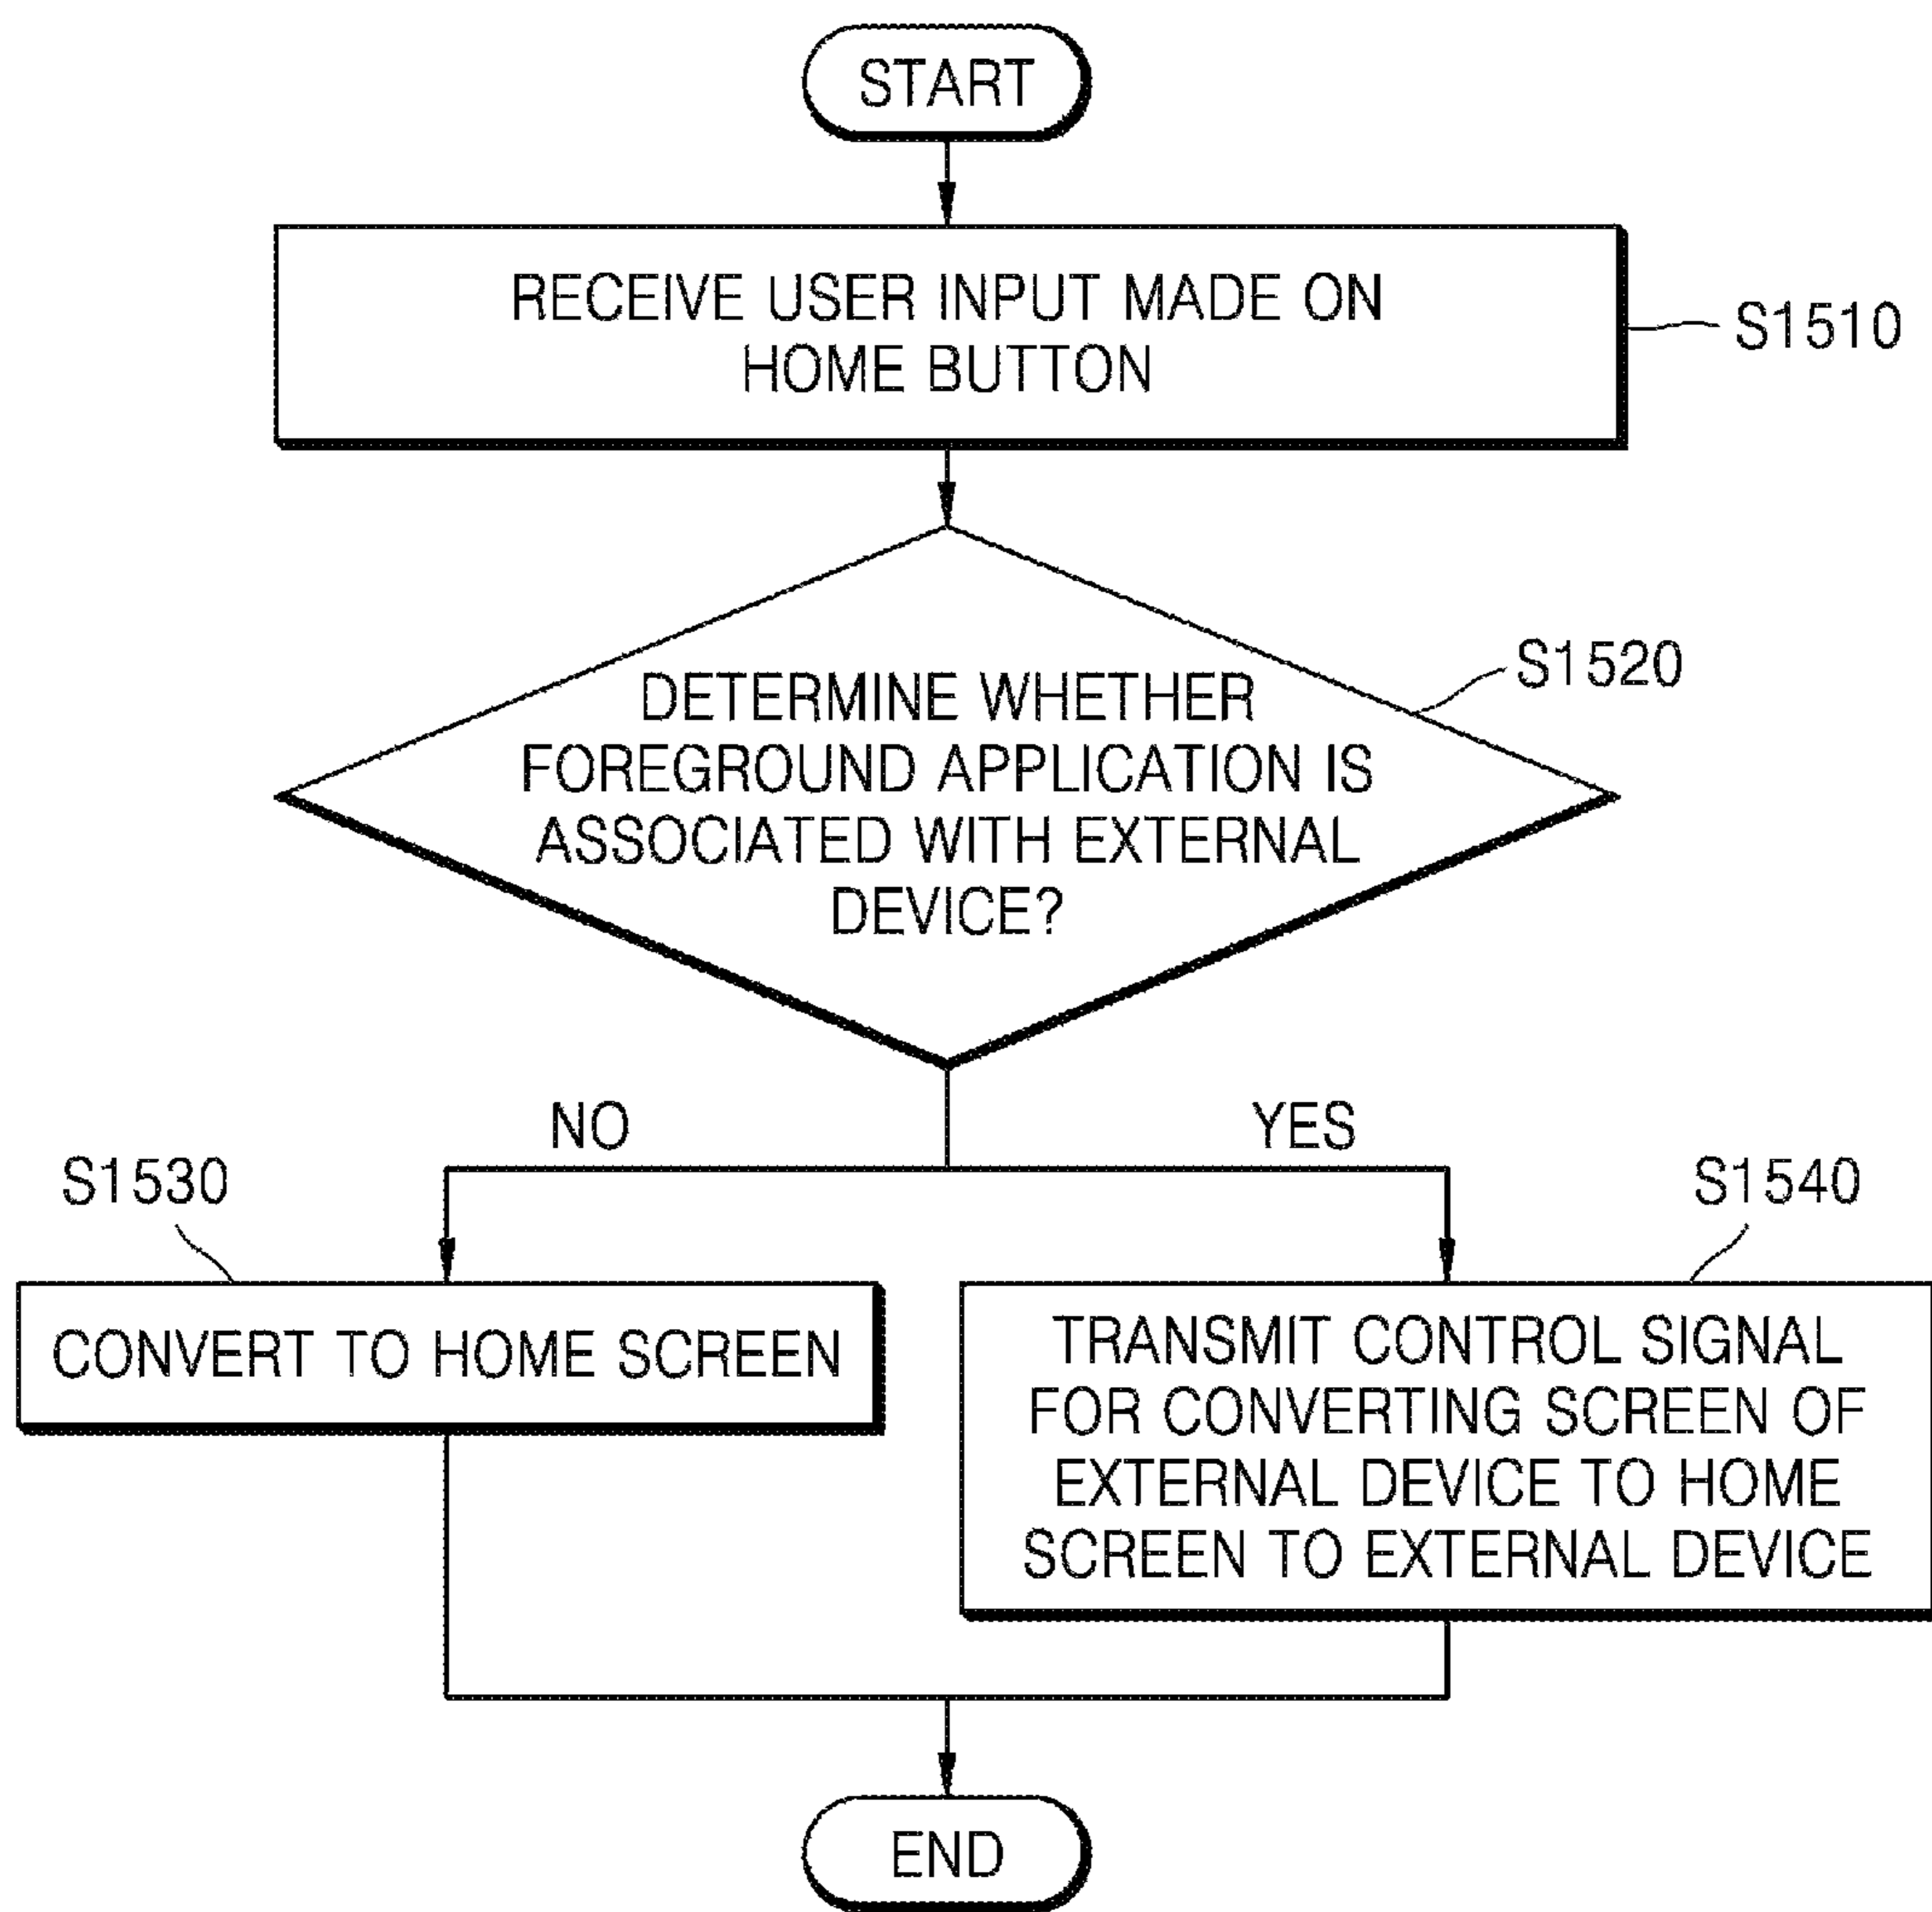 START
RECEIVE USER INPUT MADE ON
HOME BUTTON
S1510
DETERMINE WHETHER
FOREGROUND APPLICATION IS
ASSOCIATED WITH EXTERNAL
DEVICE?
S1520
NO
YES
S1530
CONVERT TO HOME SCREEN
S1540
TRANSMIT CONTROL SIGNAL
FOR CONVERTING SCREEN OF
EXTERNAL DEVICE TO HOME
SCREEN TO EXTERNAL DEVICE
END